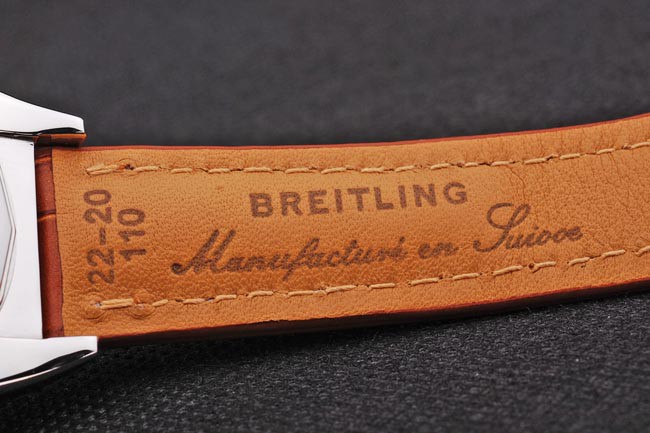 22-20
110
BREITLING
Manufacturé en Suisse